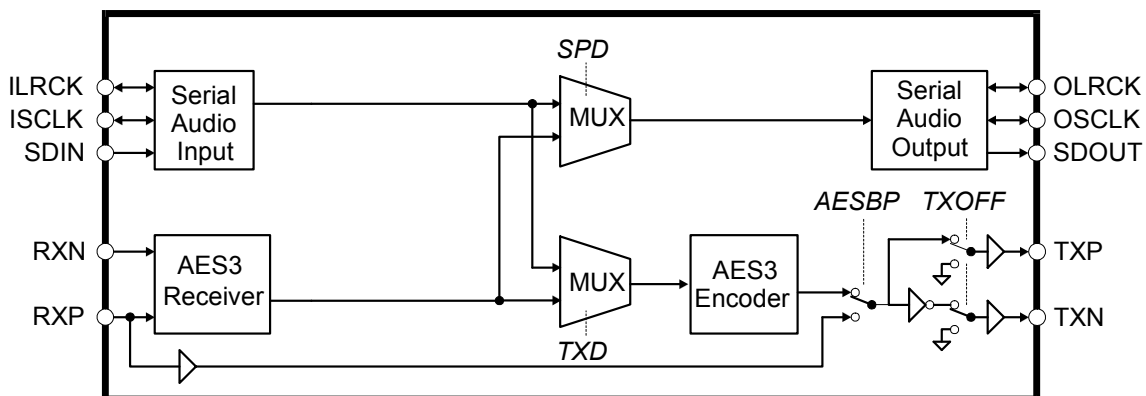 SPD
ILRCK
ISCLK
SDIN
Serial
Audio
Input
MUX
Serial
Audio
Output
OLRCK
OSCLK
SDOUT
AESBP
TXOFF
RXN
RXP
AES3
Receiver
MUX
AES3
Encoder
TXP
TXN
TXD